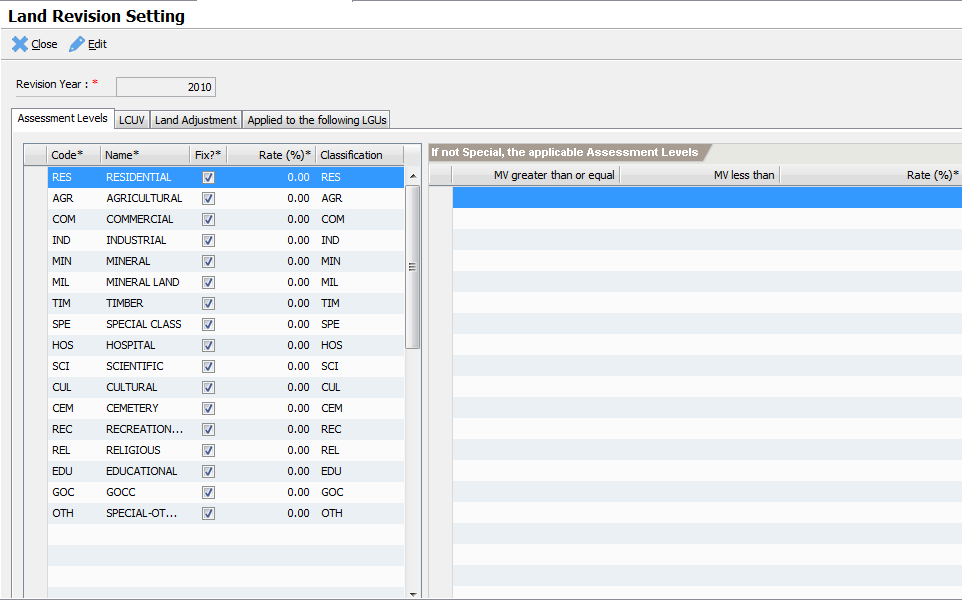 Land Revision Setting
Close Edit
Revision Year : * 2010
Assessment Levels LCUV Land Adjustment Applied to the following LGUs
Code* Name* Fix?* Rate (%)* Classification
RES RESIDENTIAL 0.00 RES
AGR AGRICULTURAL 0.00 AGR
COM COMMERCIAL 0.00 COM
IND INDUSTRIAL 0.00 IND
MIN MINERAL 0.00 MIN
MIL MINERAL LAND 0.00 MIL
TIM TIMBER 0.00 TIM
SPE SPECIAL CLASS 0.00 SPE
HOS HOSPITAL 0.00 HOS
SCI SCIENTIFIC 0.00 SCI
CUL CULTURAL 0.00 CUL
CEM CEMETERY 0.00 CEM
REC RECREATION... 0.00 REC
REL RELIGIOUS 0.00 REL
EDU EDUCATIONAL 0.00 EDU
GOC GOCC 0.00 GOC
OTH SPECIAL-OT... 0.00 OTH
If not Special, the applicable Assessment Levels
MV greater than or equal MV less than Rate (%)*